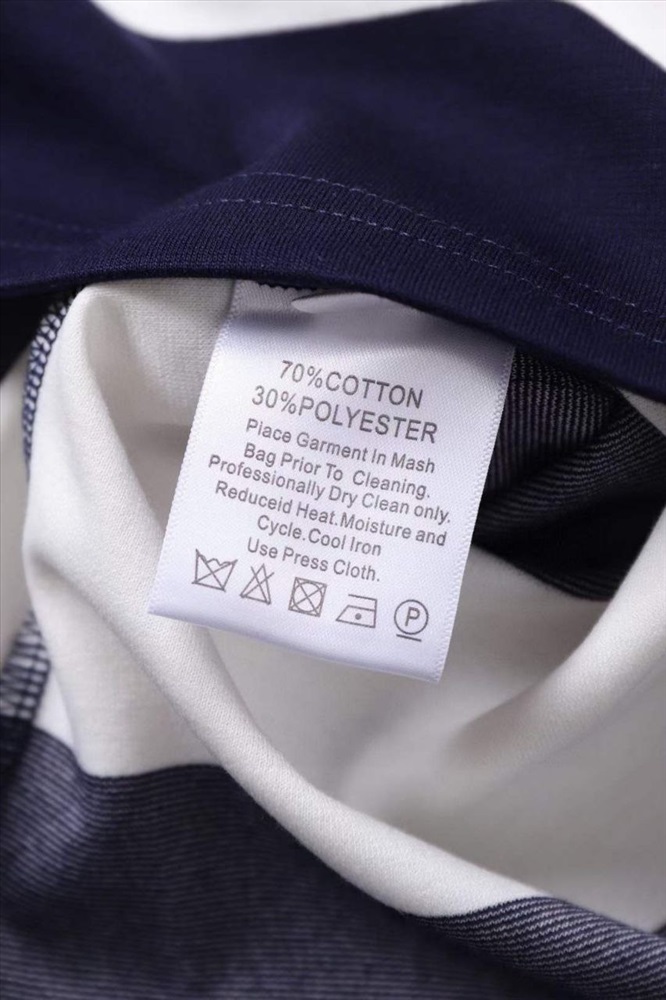 70%COTTON
30%POLYESTER
Place Garment In Mash
Bag Prior To Cleaning.
Professionally Dry Clean only.
Reduceid Heat.Moisture and
Cycle.Cool Iron
Use Press Cloth.
P